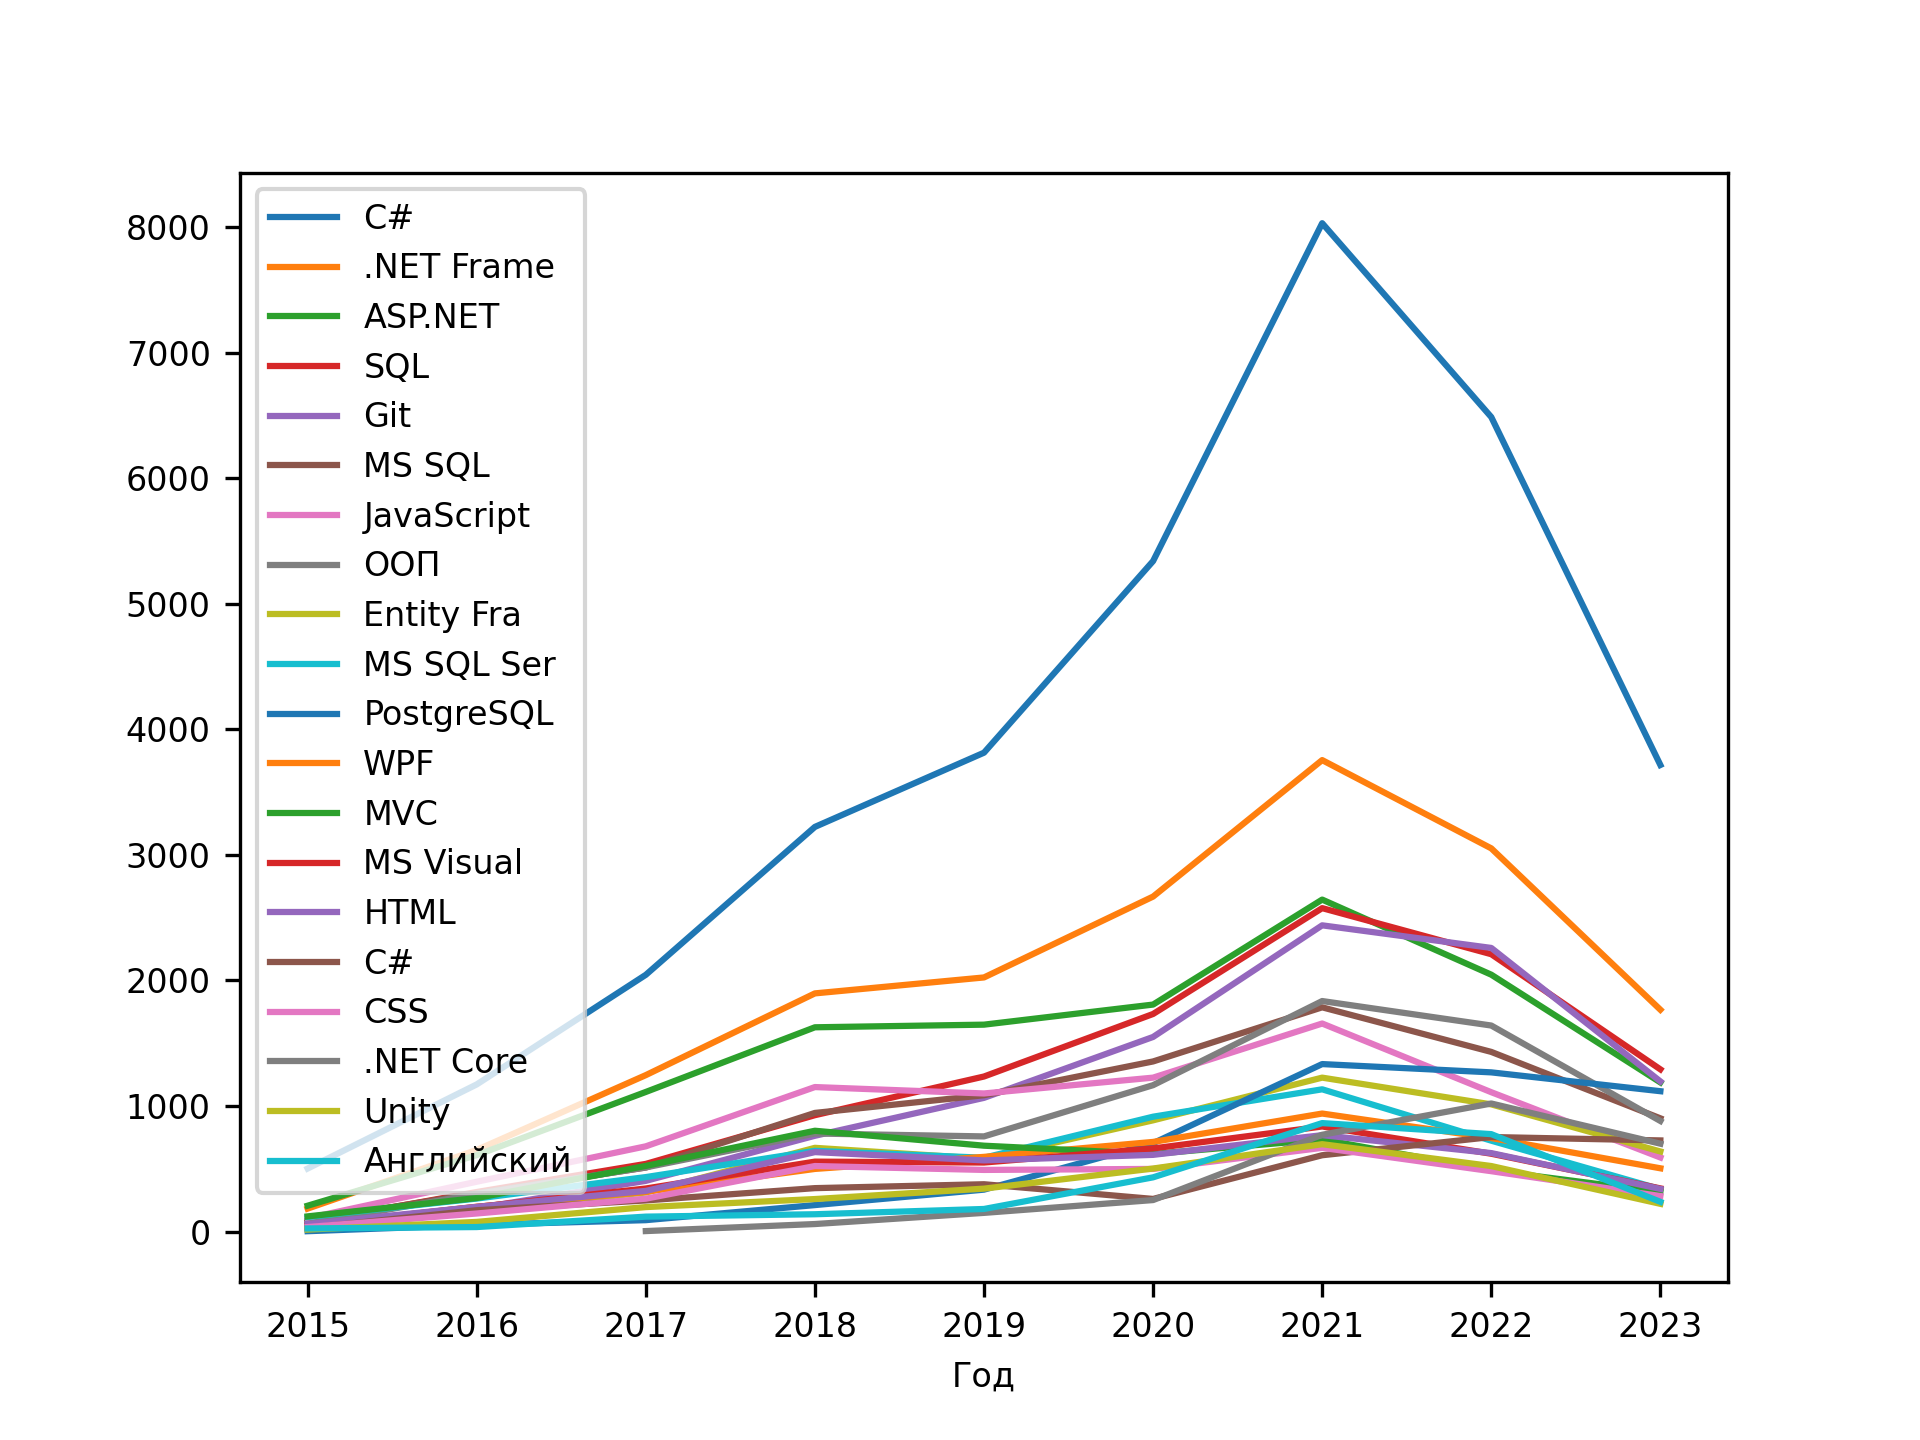 8000
7000
6000
5000
4000
3000
2000
1000
0
C#
.NET Frame
ASP.NET
SQL
Git
MS SQL
JavaScript
ООП
Entity Fra
MS SQL Ser
PostgreSQL
WPF
MVC
MS Visual
HTML
C#
CSS
.NET Core
Unity
Английский
2015 2016 2017 2018 2019 2020 2021 2022 2023
Год